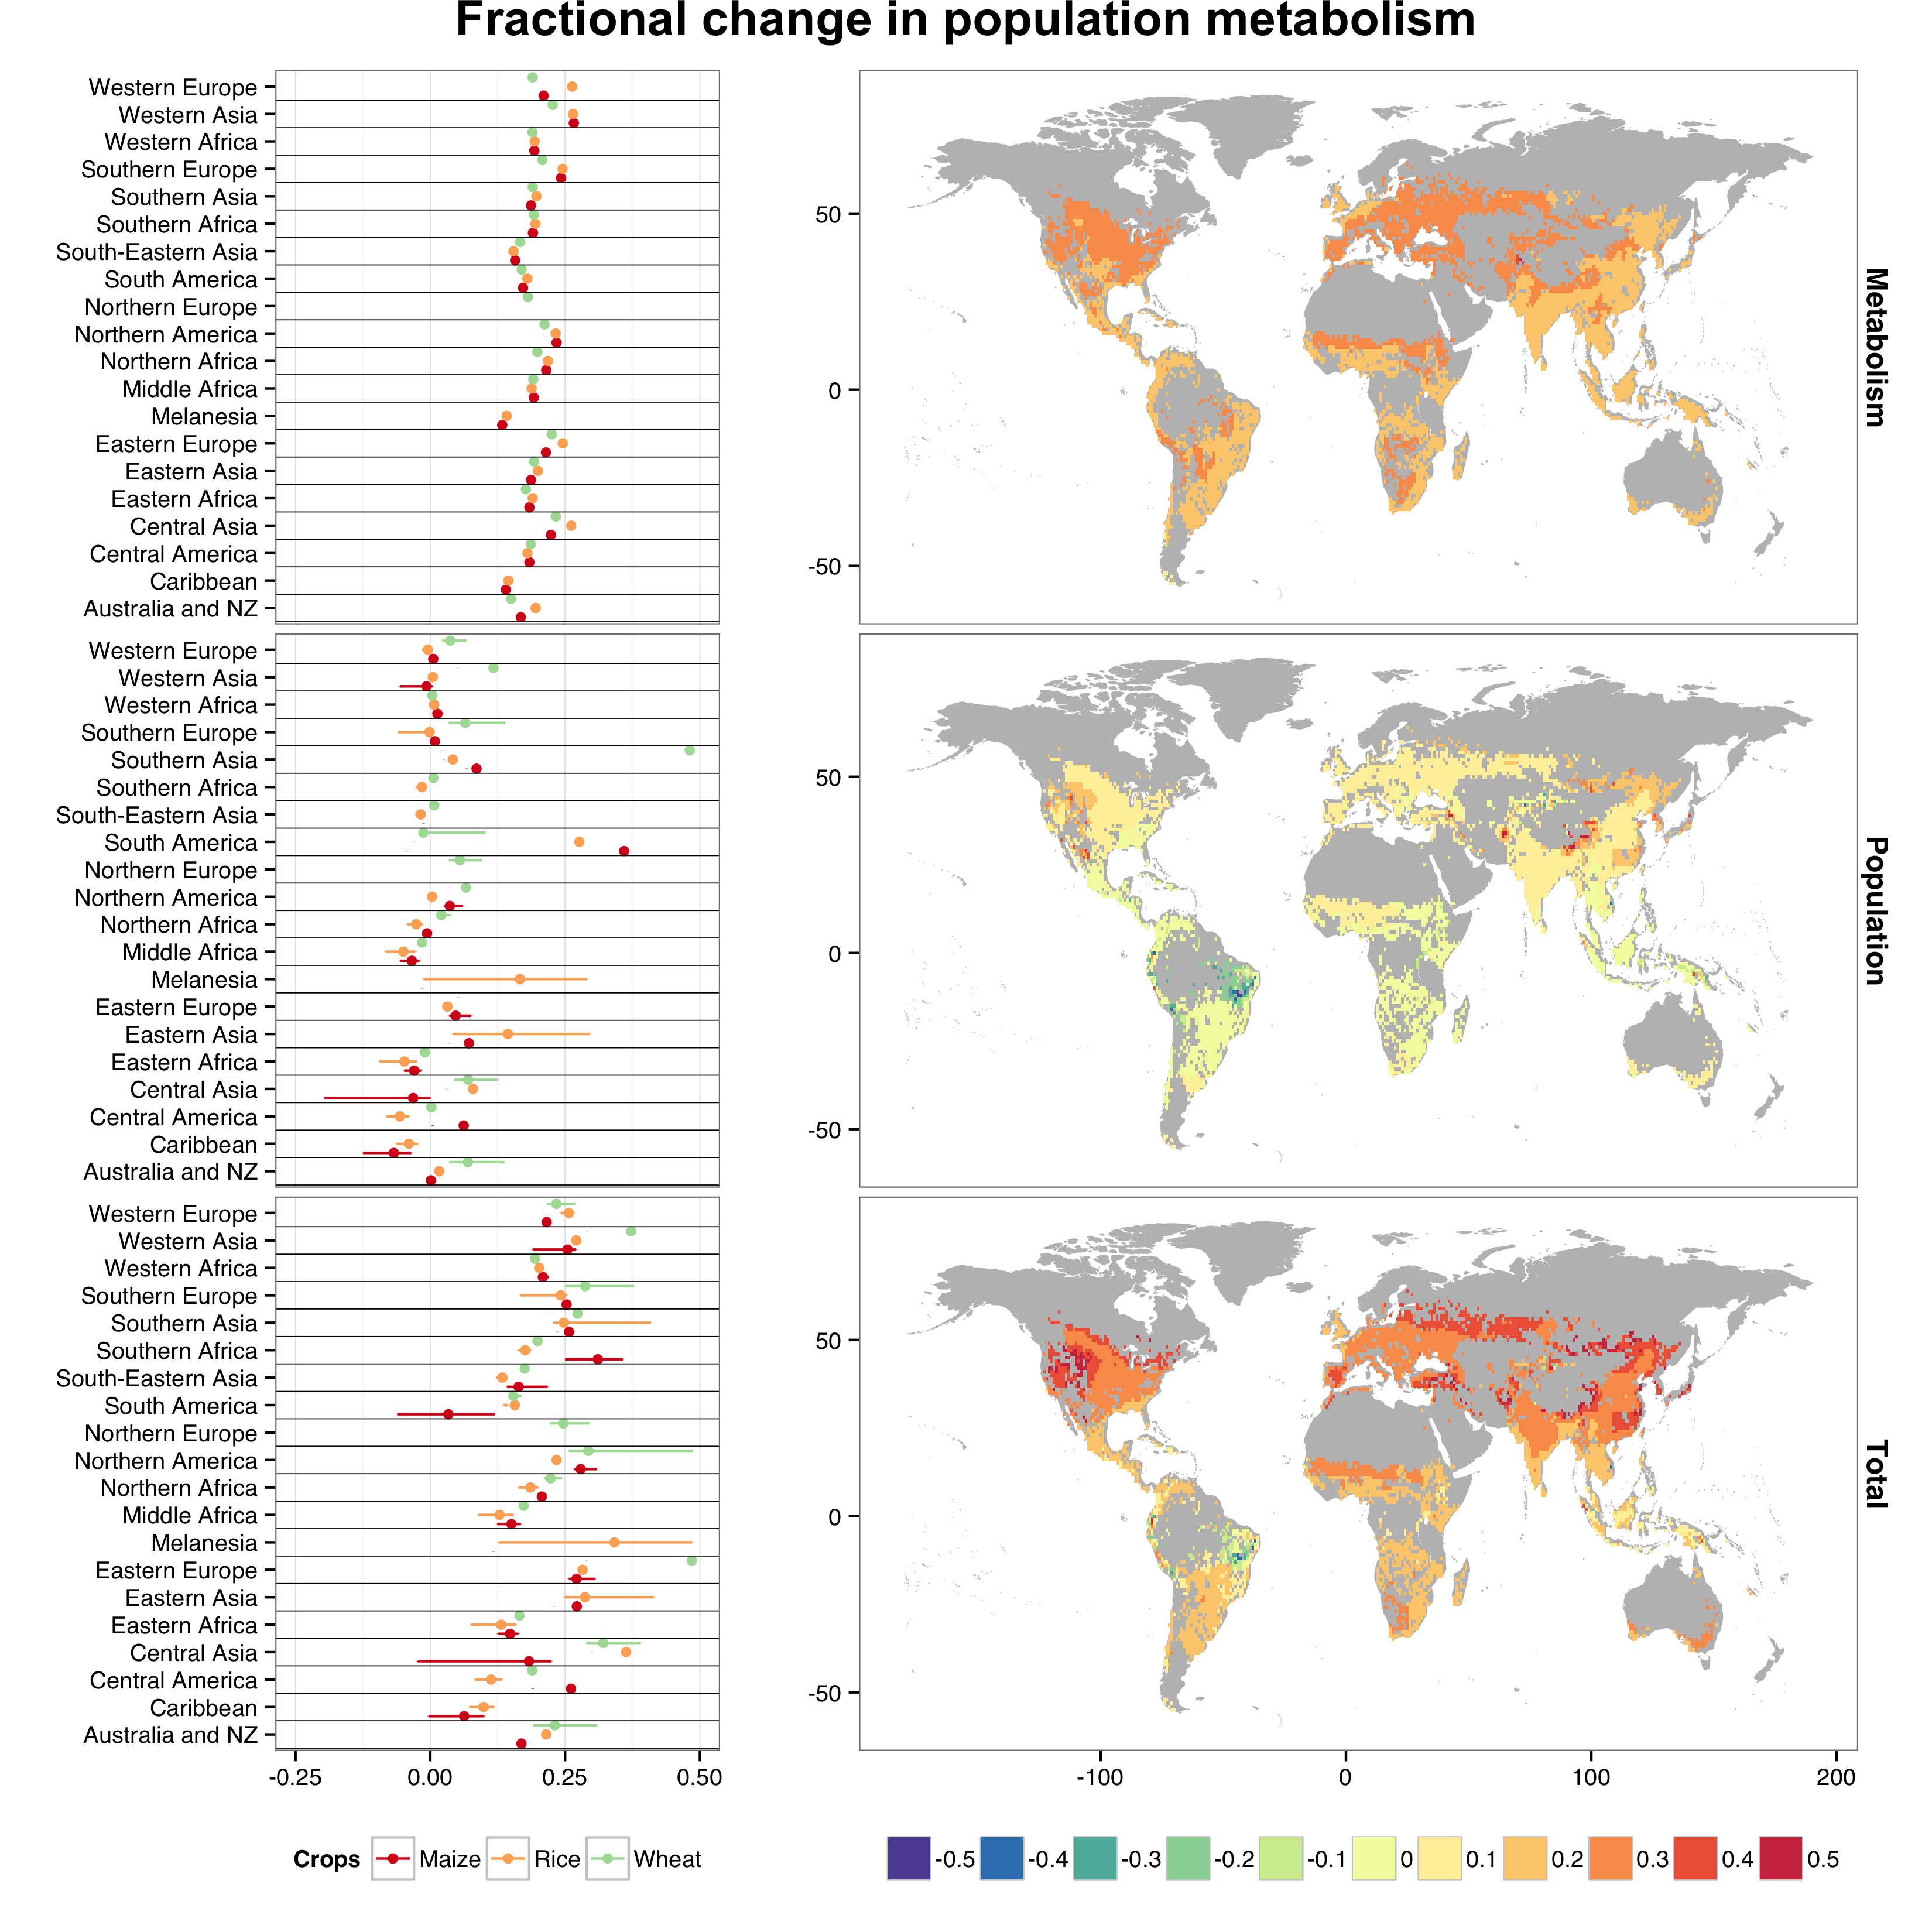 Fractional change in population metabolism
Western Europe
Western Asia
Western Africa
Southern Europe
Southern Asia
Southern Africa
South-Eastern Asia
South America
Northern Europe
Northern America
Northern Africa
Middle Africa
Melanesia
Eastern Europe
Eastern Asia
Eastern Africa
Central Asia
Central America
Caribbean
Australia and NZ
50
0
-50
Metabolism
Western Europe
Western Asia
Western Africa
Southern Europe
Southern Asia
Southern Africa
South-Eastern Asia
South America
Northern Europe
Northern America
Northern Africa
Middle Africa
Melanesia
Eastern Europe
Eastern Asia
Eastern Africa
Central Asia
Central America
Caribbean
Australia and NZ
50
0
-50
Population
Western Europe
Western Asia
Western Africa
Southern Europe
Southern Asia
Southern Africa
South-Eastern Asia
South America
Northern Europe
Northern America
Northern Africa
Middle Africa
Melanesia
Eastern Europe
Eastern Asia
Eastern Africa
Central Asia
Central America
Caribbean
Australia and NZ
50
0
-50
Total
-0.25 0.00 0.25 0.50
-100 0 100 200
Crops Maize Rice Wheat
-0.5 -0.4 -0.3 -0.2 -0.1 0 0.1 0.2 0.3 0.4 0.5